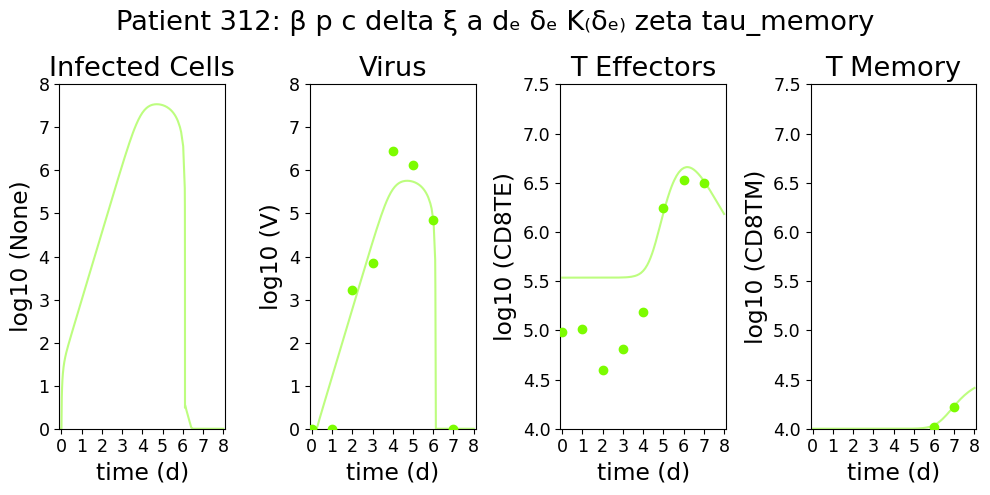 Patient 312: β p c delta ξ a dₑ δₑ K₍δₑ₎ zeta tau_memory
Infected Cells
Virus
T Effectors
T Memory
log10 (None)
8
7
6
5
4
3
2
1
0
0 1 2 3 4 5 6 7 8
time (d)
log10 (V)
8
7
6
5
4
3
2
1
0
0 1 2 3 4 5 6 7 8
time (d)
log10 (CD8TE)
7.5
7.0
6.5
6.0
5.5
5.0
4.5
4.0
0 1 2 3 4 5 6 7 8
time (d)
log10 (CD8TM)
7.5
7.0
6.5
6.0
5.5
5.0
4.5
4.0
0 1 2 3 4 5 6 7 8
time (d)